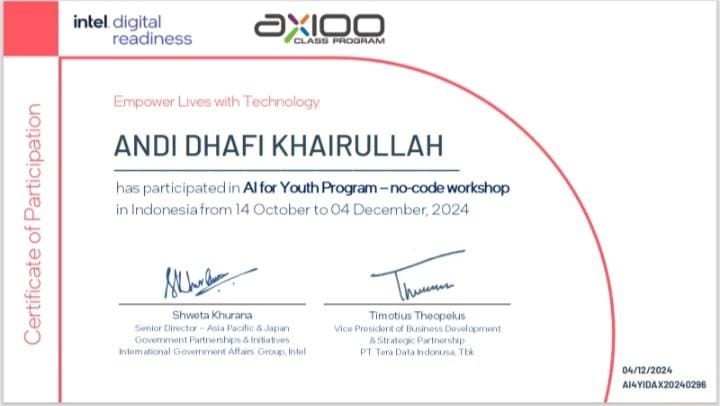 intel digital
readiness
AXIOO
CLASS PROGRAM
Certificate of Participation
Empower Lives with Technology
ANDI DHAFI KHAIRULLAH
has participated in AI for Youth Program – no-code workshop
in Indonesia from 14 October to 04 December, 2024
Shweta Khurana
Senior Director – Asia Pacific & Japan
Government Partnerships & Initiatives
International Government Affairs Group, Intel
Timotius Theopelus
Vice President of Business Development
& Strategic Partnership
PT. Tera Data Indonusa, Tbk
04/12/2024
AI4YIDAX20240296